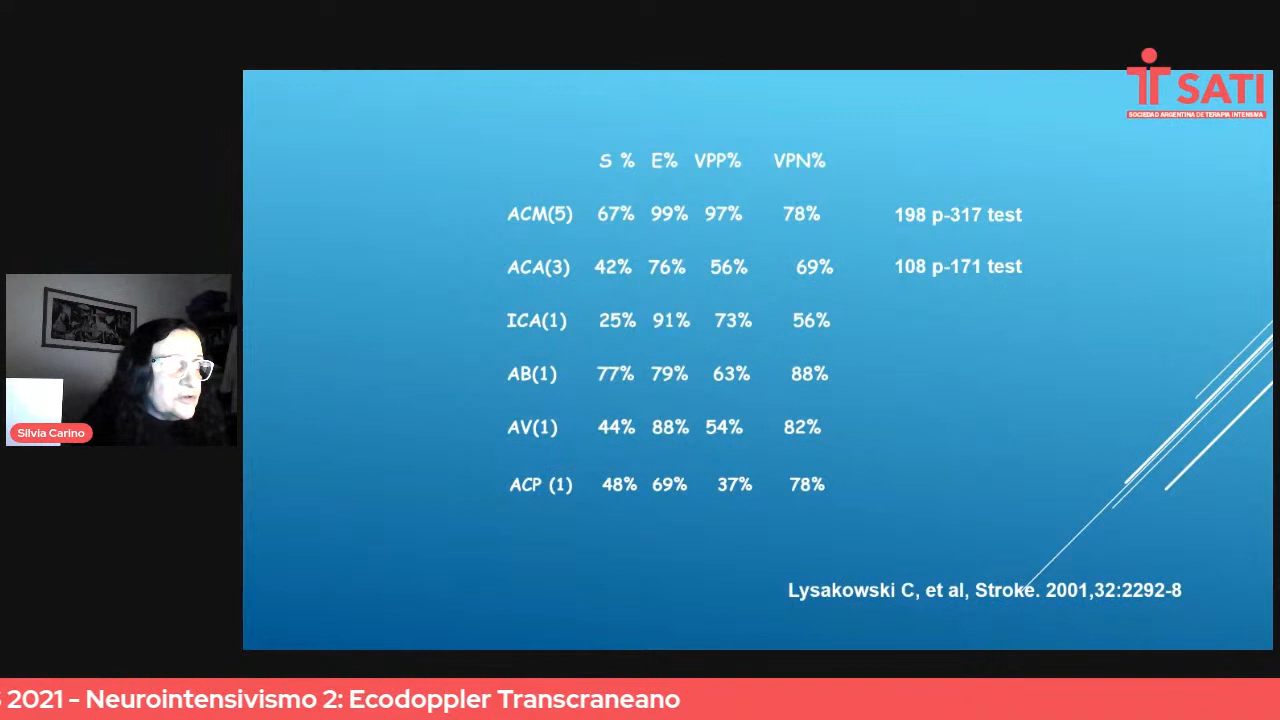 SATI
SOCIEDAD ARGENTINA DE TERAPIA INTENSIVA
S % E% VPP% VPN%
ACM(5) 67% 99% 97% 78% 198 p-317 test
ACA(3) 42% 76% 56% 69% 108 p-171 test
ICA(1) 25% 91% 73% 56%
AB(1) 77% 79% 63% 88%
AV(1) 44% 88% 54% 82%
ACP (1) 48% 69% 37% 78%
Silvia Carino
Lysakowski C, et al, Stroke. 2001,32:2292-8
2021 - Neurointensivismo 2: Ecodoppler Transcraneano